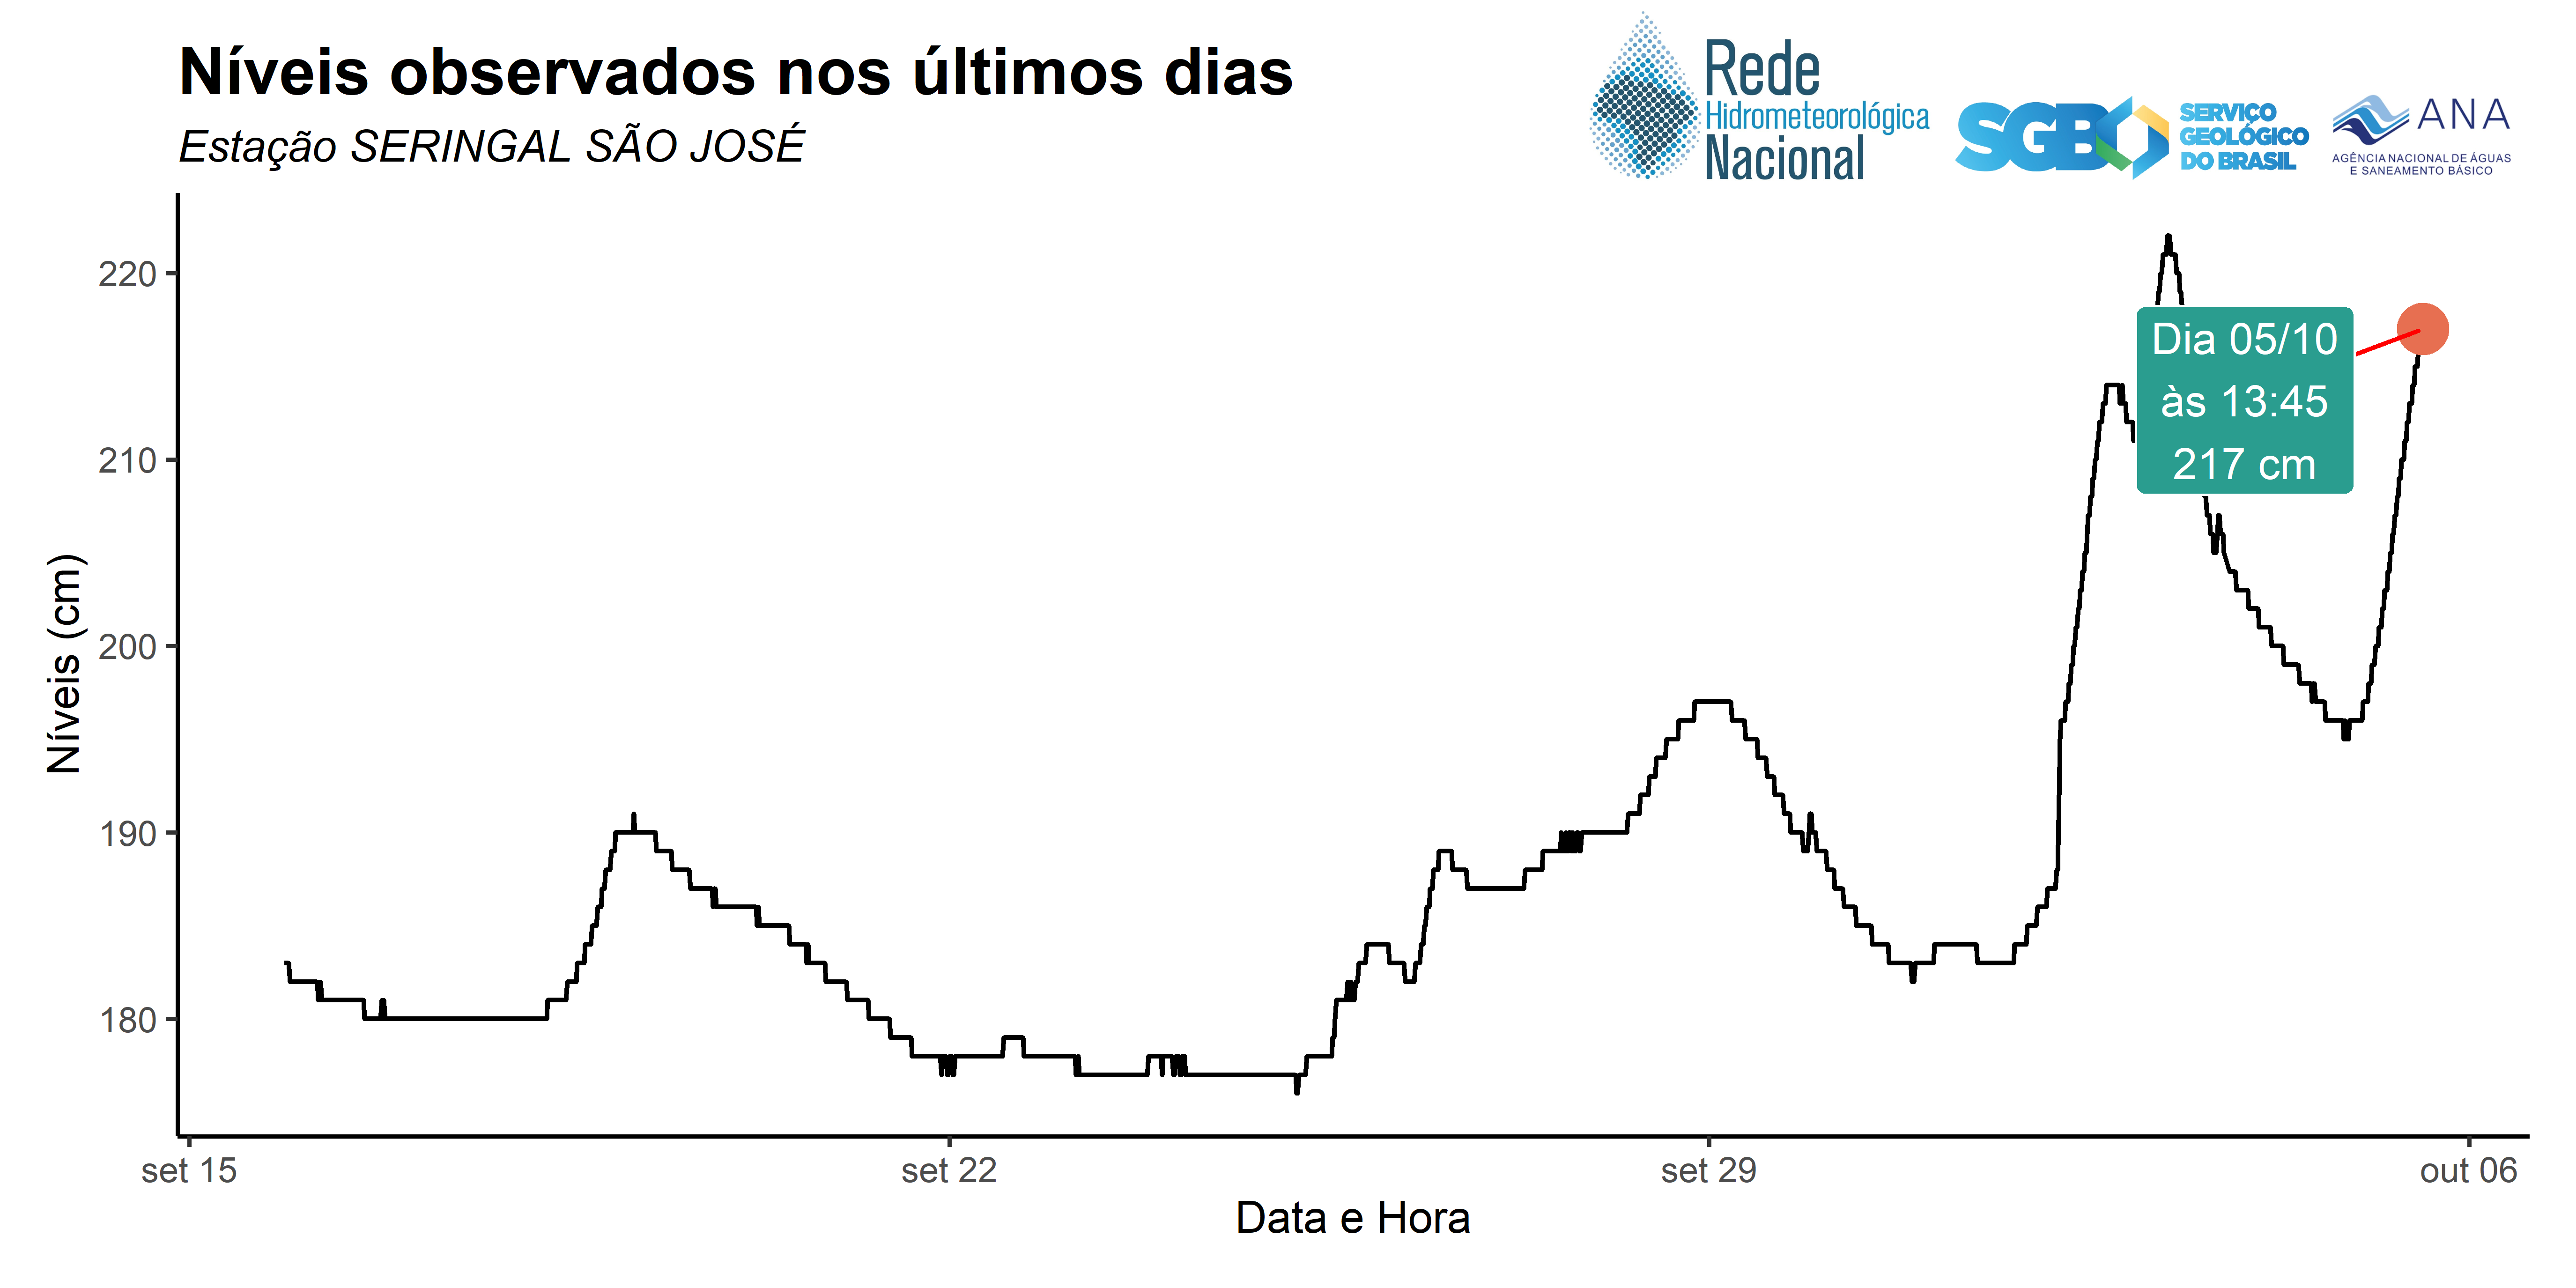 Níveis observados nos últimos dias
Estação SERINGAL SÃO JOSÉ
Rede
Hidrometeorológica
Nacional
SGB
SERVIÇO
GEOLÓGICO
DO BRASIL
ANA
AGÊNCIA NACIONAL DE ÁGUAS
E SANEAMENTO BÁSICO
Níveis (cm)
220
210
200
190
180
Dia 05/10
às 13:45
217 cm
set 15
set 22
set 29
out 06
Data e Hora